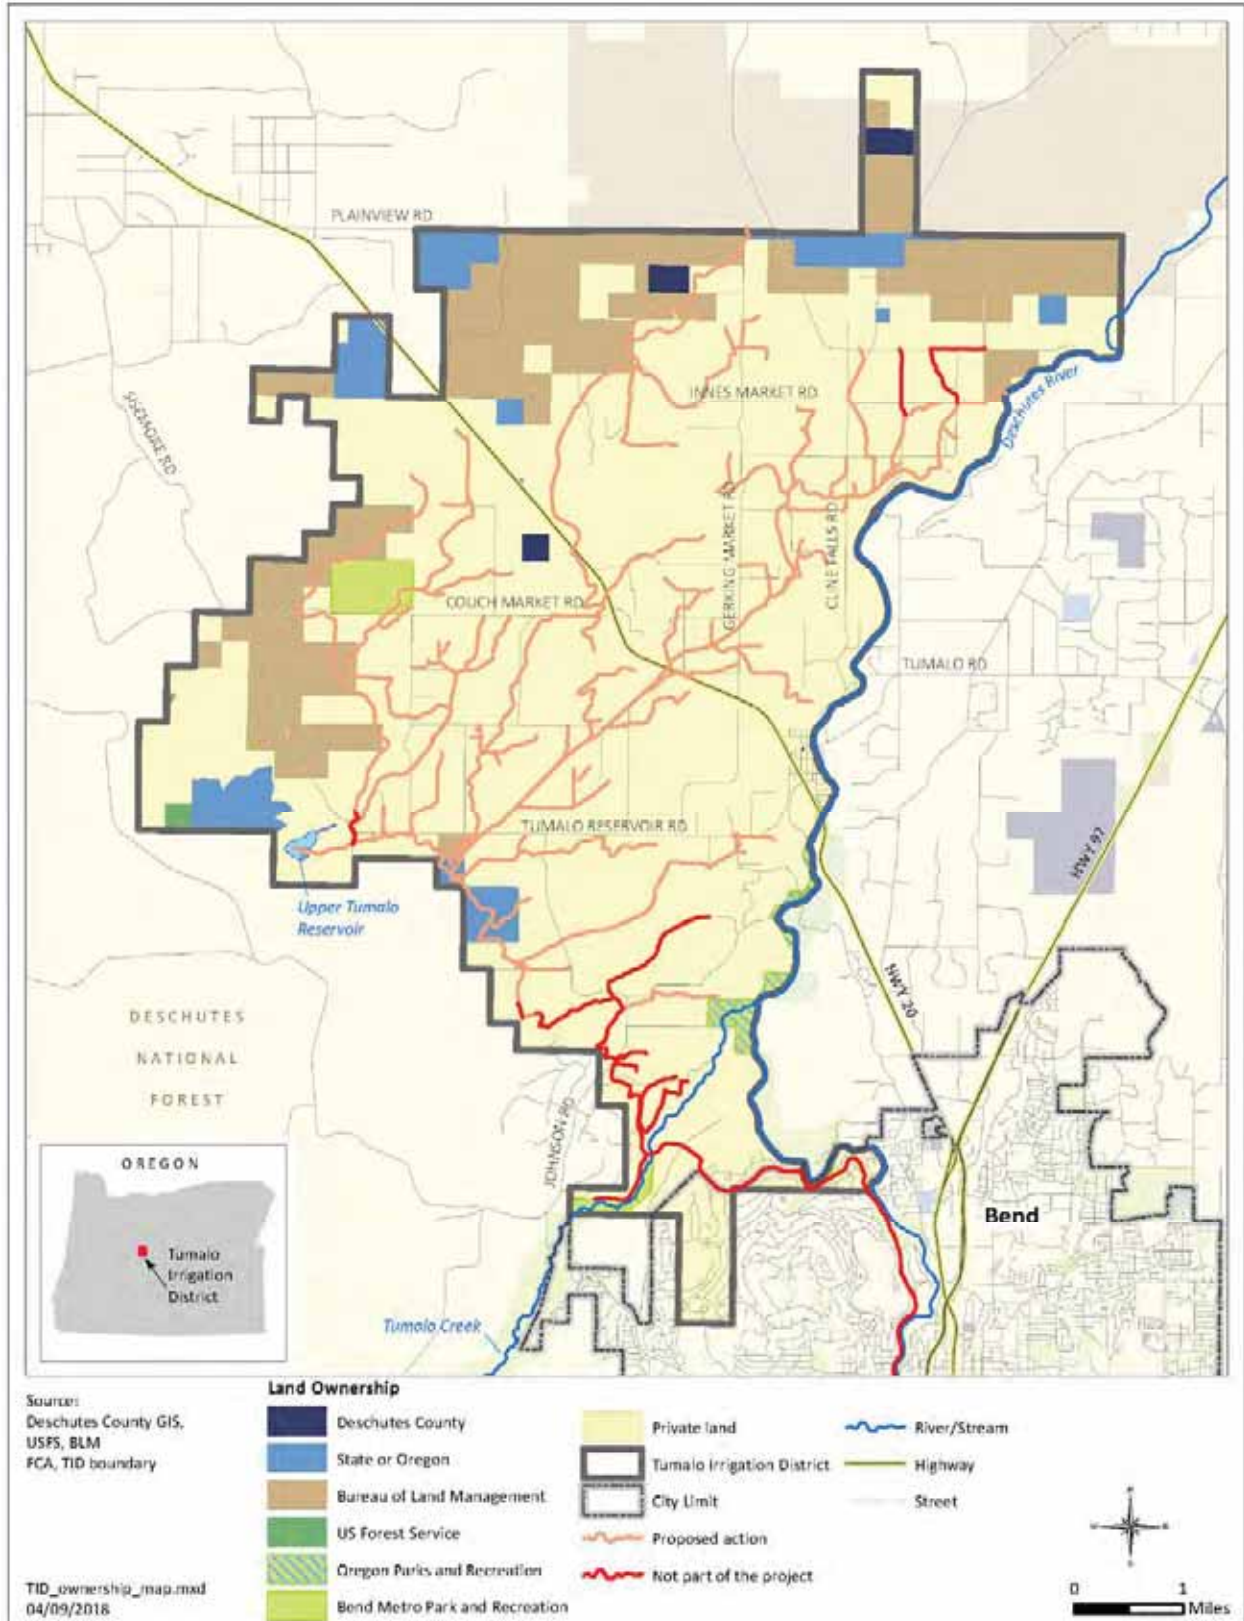 PLAINVIEW RD
INNES MARKET RD
SISEMORE RD
Deschutes River
GERKING MARKET RD
CLINE FALLS RD
COUCH MARKET RD
TUMALO RD
TUMALO RESERVOIR RD
HWY 97
Upper Tumalo
Reservoir
HWY 20
DESCHUTES
NATIONAL
FOREST
JOHNSON RD
OREGON
Tumalo
Irrigation
District
Bend
Tumalo Creek
Source:
Deschutes County GIS,
USFS, BLM
FCA, TID boundary
TID_ownership_map.mxd
04/09/2018
Land Ownership
Deschutes County
State or Oregon
Bureau of Land Management
US Forest Service
Oregon Parks and Recreation
Bend Metro Park and Recreation
Private land
Tumalo Irrigation District
City Limit
Proposed action
Not part of the project
River/Stream
Highway
Street
0 1
Miles